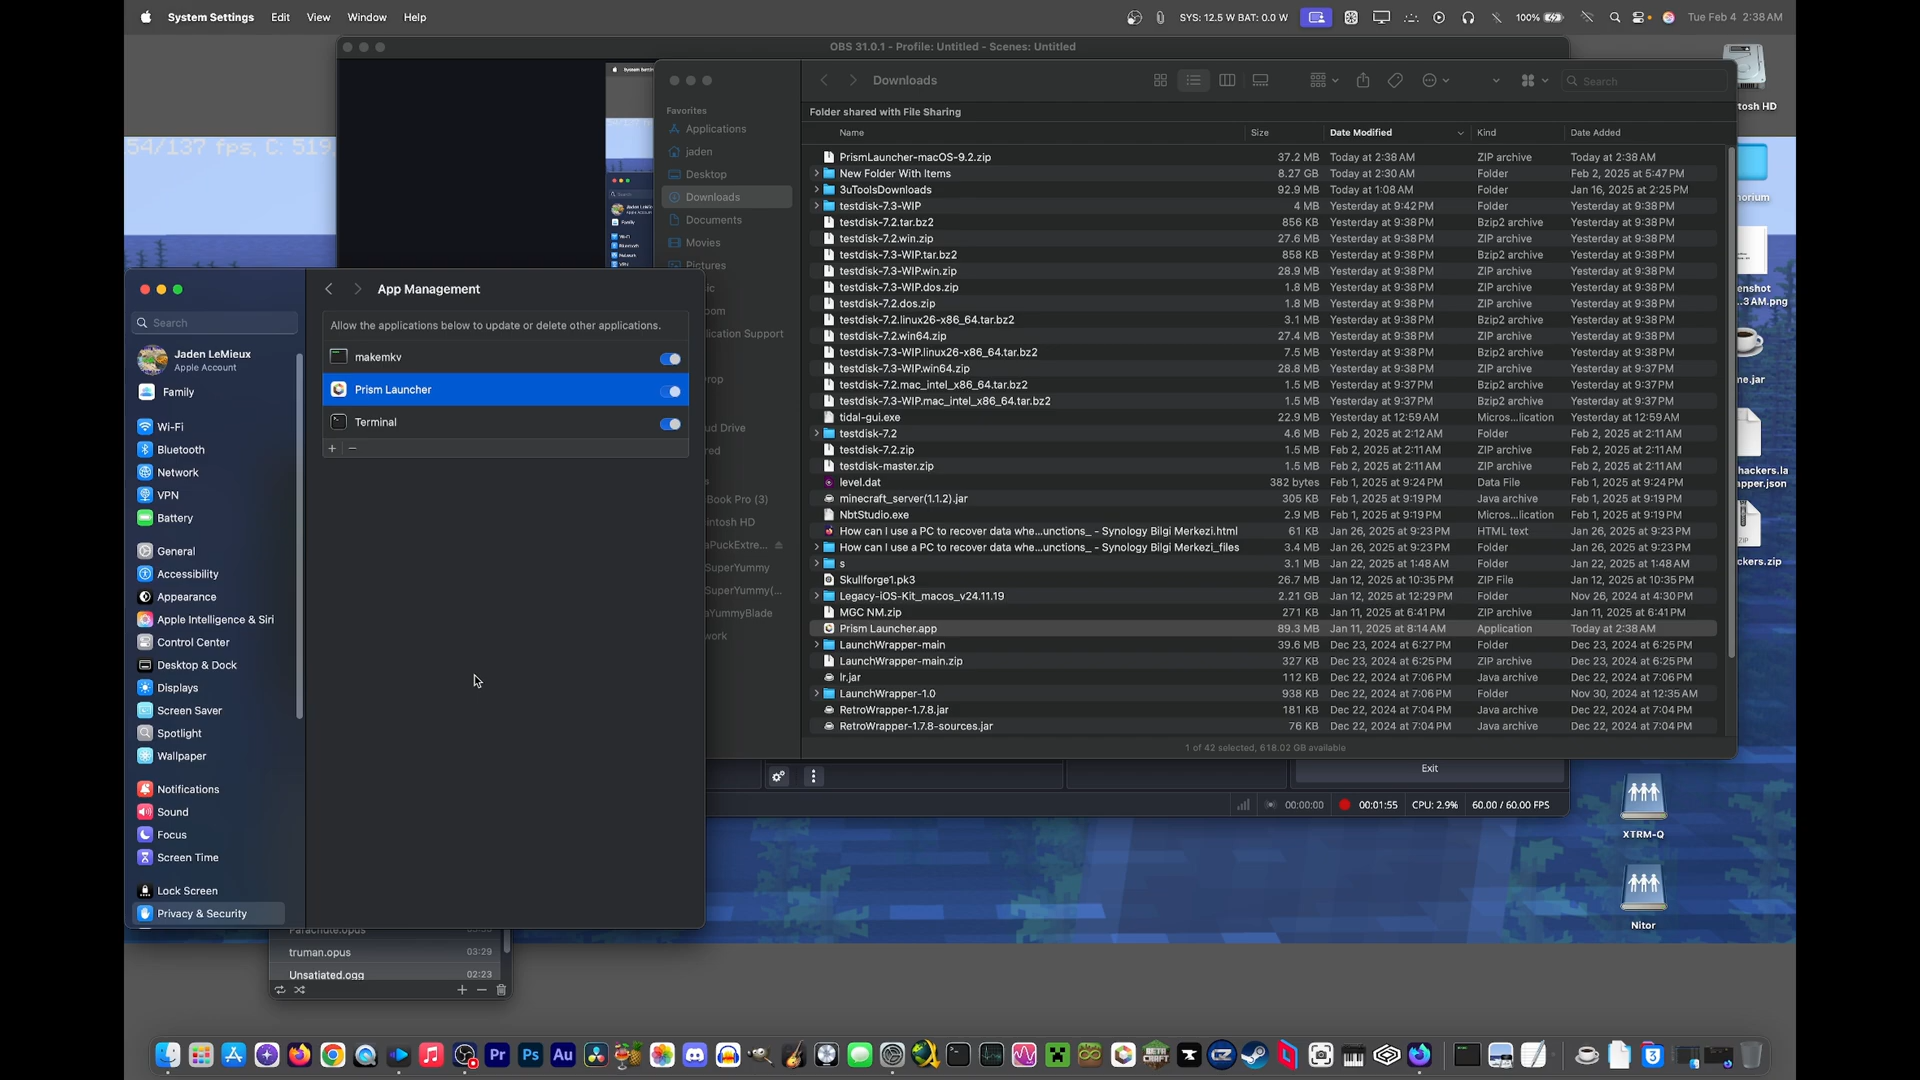 System Settings Edit View Window Help
SYS: 12.5 W BAT: 0.0 W 100% Tue Feb 4 2:38 AM
OBS 31.0.1 - Profile: Untitled - Scenes: Untitled
54/137 fps, C: 519,
Downloads
Search
tosh HD
Favorites
Applications
jaden
Desktop
Downloads
Documents
Movies
Pictures
Folder shared with File Sharing
Name Size Date Modified Kind Date Added
PrismLauncher-macOS-9.2.zip 37.2 MB Today at 2:38 AM ZIP archive Today at 2:38 AM
New Folder With Items 8.27 GB Today at 2:30 AM Folder Feb 2, 2025 at 5:47 PM
3uToolsDownloads 92.9 MB Today at 1:08 AM Folder Jan 16, 2025 at 2:25 PM
testdisk-7.3-WIP 4 MB Yesterday at 9:42 PM Folder Yesterday at 9:38 PM
testdisk-7.2.tar.bz2 856 KB Yesterday at 9:38 PM Bzip2 archive Yesterday at 9:38 PM
testdisk-7.2.win.zip 27.6 MB Yesterday at 9:38 PM ZIP archive Yesterday at 9:38 PM
testdisk-7.3-WIP.tar.bz2 858 KB Yesterday at 9:38 PM Bzip2 archive Yesterday at 9:38 PM
testdisk-7.3-WIP.win.zip 28.9 MB Yesterday at 9:38 PM ZIP archive Yesterday at 9:38 PM
testdisk-7.3-WIP.dos.zip 1.8 MB Yesterday at 9:38 PM ZIP archive Yesterday at 9:38 PM
testdisk-7.2.dos.zip 1.8 MB Yesterday at 9:38 PM ZIP archive Yesterday at 9:38 PM
testdisk-7.2.linux26-x86_64.tar.bz2 3.1 MB Yesterday at 9:38 PM Bzip2 archive Yesterday at 9:38 PM
testdisk-7.2.win64.zip 27.4 MB Yesterday at 9:38 PM ZIP archive Yesterday at 9:38 PM
testdisk-7.3-WIP.linux26-x86_64.tar.bz2 7.5 MB Yesterday at 9:38 PM Bzip2 archive Yesterday at 9:38 PM
testdisk-7.3-WIP.win64.zip 28.8 MB Yesterday at 9:38 PM ZIP archive Yesterday at 9:38 PM
testdisk-7.2.mac_intel_x86_64.tar.bz2 1.5 MB Yesterday at 9:37 PM Bzip2 archive Yesterday at 9:37 PM
testdisk-7.3-WIP.mac_intel_x86_64.tar.bz2 1.5 MB Yesterday at 9:37 PM Bzip2 archive Yesterday at 9:37 PM
tidal-gui.exe 22.9 MB Yesterday at 12:59 AM Micros...lication Yesterday at 12:59 AM
testdisk-7.2 4.6 MB Feb 2, 2025 at 2:12 AM Folder Feb 2, 2025 at 2:11 AM
testdisk-7.2.zip 1.5 MB Feb 2, 2025 at 2:11 AM ZIP archive Feb 2, 2025 at 2:11 AM
testdisk-master.zip 1.5 MB Feb 2, 2025 at 2:11 AM ZIP archive Feb 2, 2025 at 2:11 AM
level.dat 382 bytes Feb 1, 2025 at 9:24 PM Data File Feb 1, 2025 at 9:24 PM
minecraft_server(1.1.2).jar 305 KB Feb 1, 2025 at 9:19 PM Java archive Feb 1, 2025 at 9:19 PM
NbtStudio.exe 2.9 MB Feb 1, 2025 at 9:19 PM Micros...lication Feb 1, 2025 at 9:19 PM
How can I use a PC to recover data whe...unctions_ - Synology Bilgi Merkezi.html 61 KB Jan 26, 2025 at 9:23 PM HTML text Jan 26, 2025 at 9:23 PM
How can I use a PC to recover data whe...unctions_ - Synology Bilgi Merkezi_files 3.4 MB Jan 26, 2025 at 9:23 PM Folder Jan 26, 2025 at 9:23 PM
s 3.1 MB Jan 22, 2025 at 1:48 AM Folder Jan 22, 2025 at 1:48 AM
Skullforge1.pk3 26.7 MB Jan 12, 2025 at 10:35 PM ZIP File Jan 12, 2025 at 10:35 PM
Legacy-iOS-Kit_macos_v24.11.19 2.21 GB Jan 12, 2025 at 12:29 PM Folder Nov 26, 2024 at 4:30 PM
MGC NM.zip 271 KB Jan 11, 2025 at 6:41 PM ZIP archive Jan 11, 2025 at 6:41 PM
Prism Launcher.app 89.3 MB Jan 11, 2025 at 8:14 AM Application Today at 2:38 AM
LaunchWrapper-main 39.6 MB Dec 23, 2024 at 6:27 PM Folder Dec 23, 2024 at 6:25 PM
LaunchWrapper-main.zip 327 KB Dec 23, 2024 at 6:25 PM ZIP archive Dec 23, 2024 at 6:25 PM
lr.jar 112 KB Dec 22, 2024 at 7:06 PM Java archive Dec 22, 2024 at 7:06 PM
LaunchWrapper-1.0 938 KB Dec 22, 2024 at 7:06 PM Folder Nov 30, 2024 at 12:35 AM
RetroWrapper-1.7.8.jar 181 KB Dec 22, 2024 at 7:04 PM Java archive Dec 22, 2024 at 7:04 PM
RetroWrapper-1.7.8-sources.jar 76 KB Dec 22, 2024 at 7:04 PM Java archive Dec 22, 2024 at 7:04 PM
1 of 42 selected, 618.02 GB available
ic
oom
lication Support
rop
ud Drive
red
s
Book Pro (3)
intosh HD
aPuckExtre...
SuperYummy
SuperYummy(...
aYummyBlade
work
App Management
Allow the applications below to update or delete other applications.
makemkv
Prism Launcher
Terminal
+ −
Search
Jaden LeMieux
Apple Account
Family
Wi-Fi
Bluetooth
Network
VPN
Battery
General
Accessibility
Appearance
Apple Intelligence & Siri
Control Center
Desktop & Dock
Displays
Screen Saver
Spotlight
Wallpaper
Notifications
Sound
Focus
Screen Time
Lock Screen
Privacy & Security
Exit
00:00:00 00:01:55 CPU: 2.9% 60.00 / 60.00 FPS
Parachute.opus
truman.opus 03:29
Unsatiated.ogg 02:23
orium
enshot
..3 AM.png
me.jar
hackers.la
pper.json
ZIP
ckers.zip
XTRM-Q
Nitor
Pr Ps Au
BETA
CRAFT
3